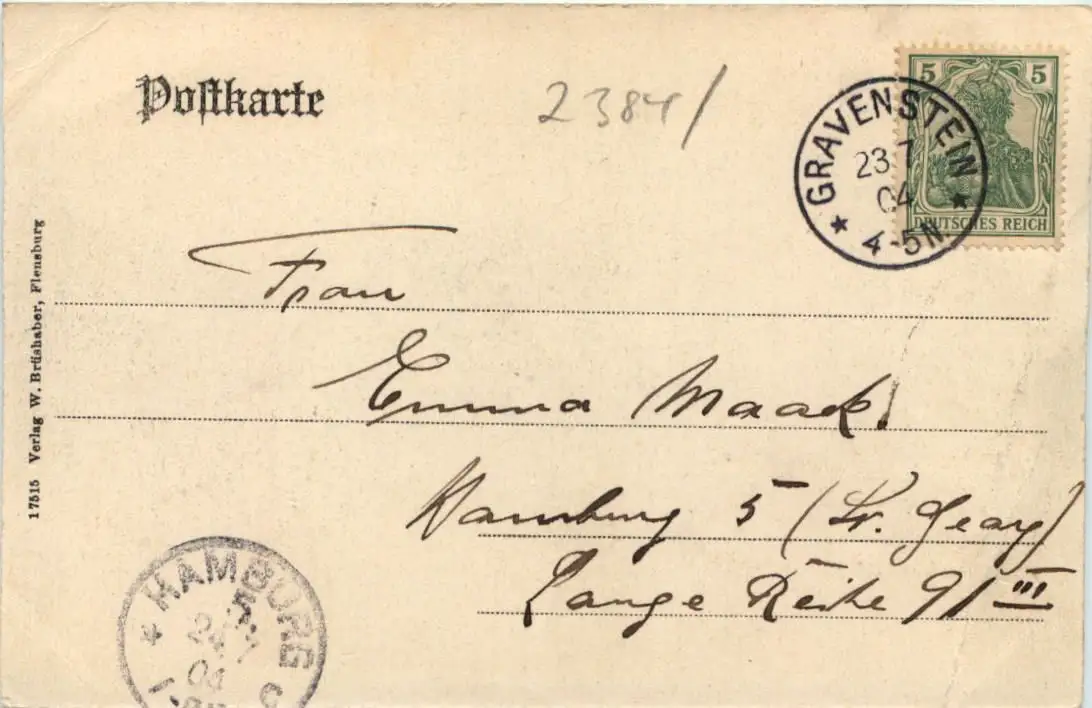 Postkarte
2384/
5 5
DEUTSCHES REICH
GRAVENSTEIN
23.7.
04
4-5N.
17515 Verlag W. Brüshaber, Flensburg
Frau
Emma Maack
Hamburg 5 (St. Georg)
Lange Reihe 91 III
HAMBURG
5.
24.7
04